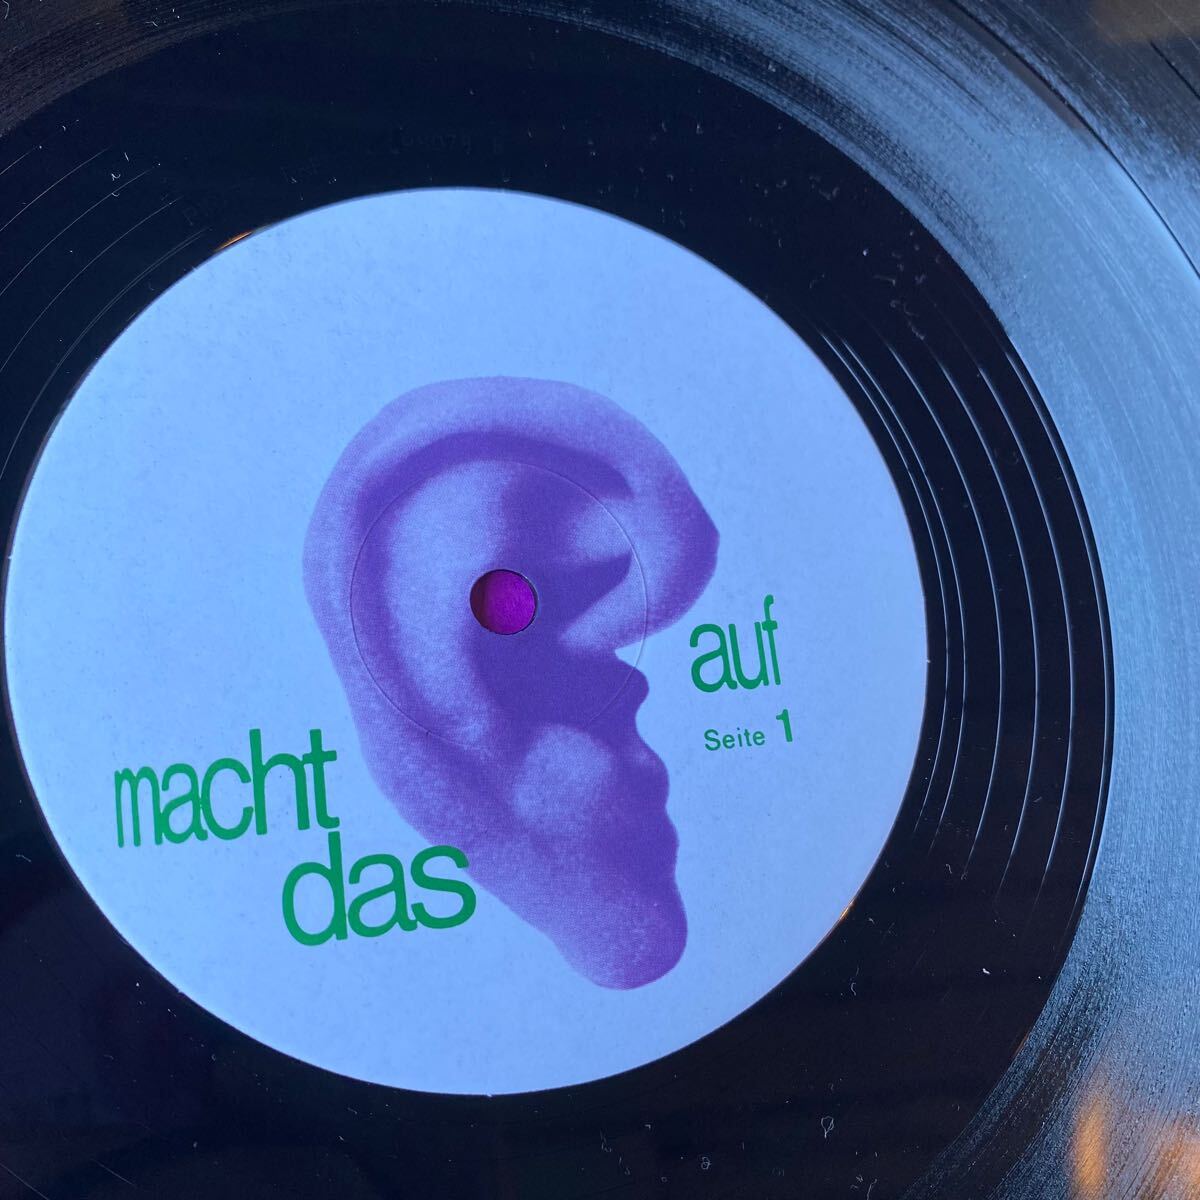 macht
das
auf
Seite 1